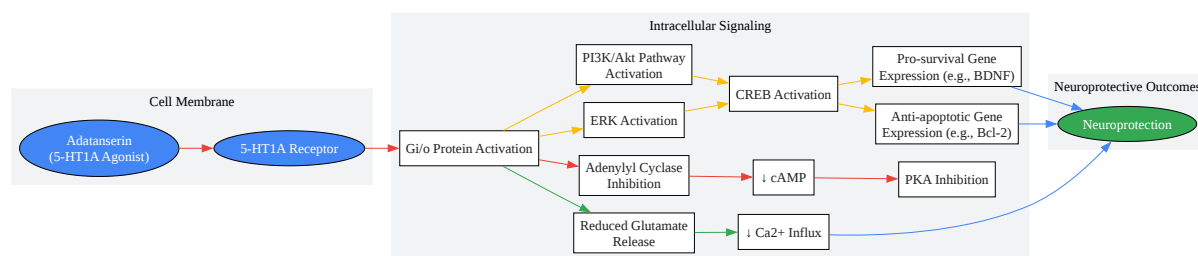 Intracellular Signaling
Cell Membrane
Neuroprotective Outcomes
Adatanserin
(5-HT1A Agonist)
5-HT1A Receptor
Gi/o Protein Activation
PI3K/Akt Pathway
Activation
ERK Activation
Adenylyl Cyclase
Inhibition
Reduced Glutamate
Release
CREB Activation
↓ cAMP
↓ Ca2+ Influx
Pro-survival Gene
Expression (e.g., BDNF)
Anti-apoptotic Gene
Expression (e.g., Bcl-2)
PKA Inhibition
Neuroprotection